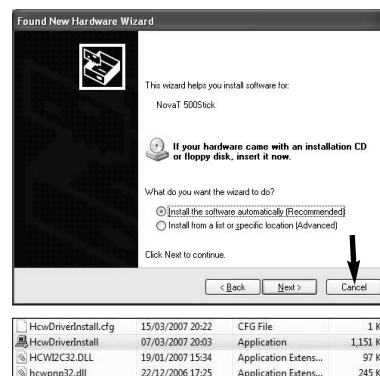 Found New Hardware Wizard
This wizard helps you install software for:
NovaT 500Stick
If your hardware came with an installation CD
or floppy disk, insert it now.
What do you want the wizard to do?
Install the software automatically (Recommended)
Install from a list or specific location (Advanced)
Click Next to continue.
< Back Next > Cancel
HcwDriverInstall.cfg 15/03/2007 20:22 CFG File 1 K
HcwDriverInstall 07/03/2007 20:03 Application 1,151 K
HCWI2C32.DLL 19/01/2007 15:34 Application Extens... 97 K
hcwpnp32.dll 22/12/2006 17:25 Application Extens... 245 K